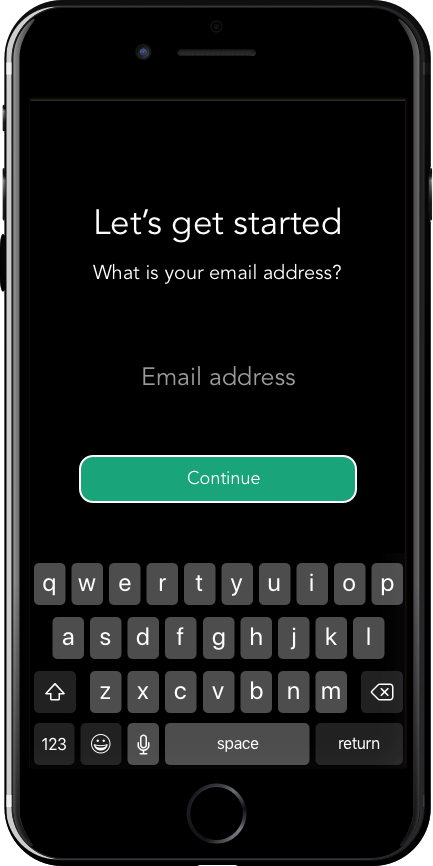 Let’s get started
What is your email address?
Email address
Continue
q w e r t y u i o p
a s d f g h j k l
z x c v b n m
123 space return